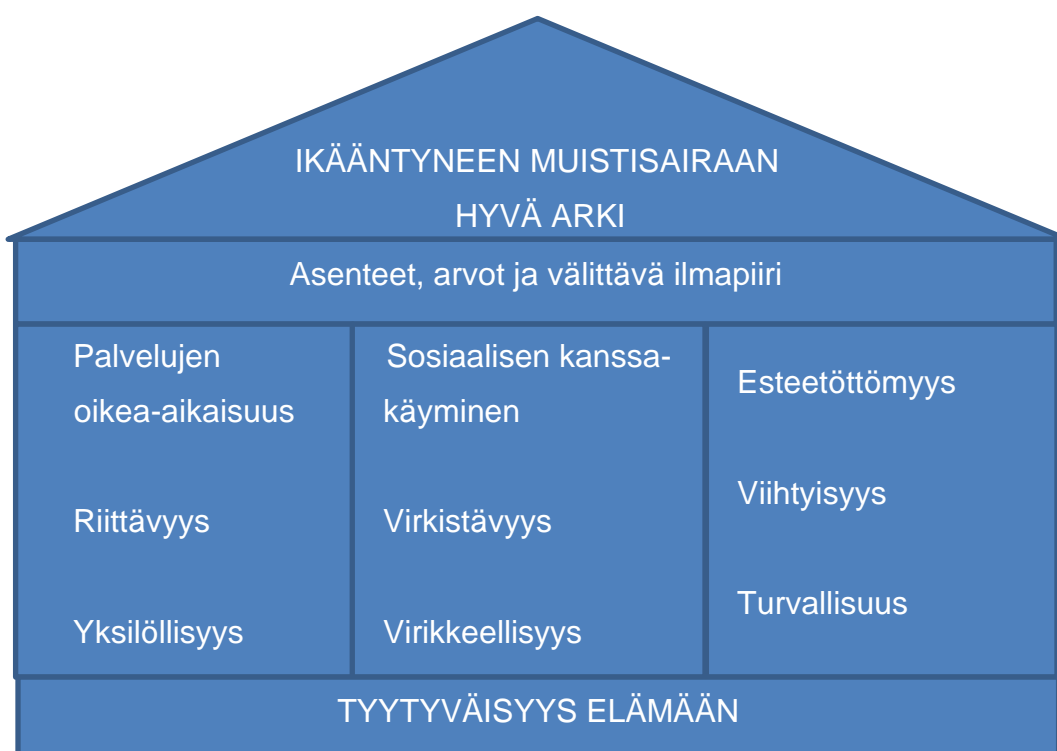 IKÄÄNTYNEEN MUISTISAIRAAN
HYVÄ ARKI
Asenteet, arvot ja välittävä ilmapiiri
Palvelujen
oikea-aikaisuus
Riittävyys
Yksilöllisyys
Sosiaalisen kanssa-
käyminen
Virkistävyys
Virikkeellisyys
Esteetöttömyys
Viihtyisyys
Turvallisuus
TYYTYVÄISYYS ELÄMÄÄN